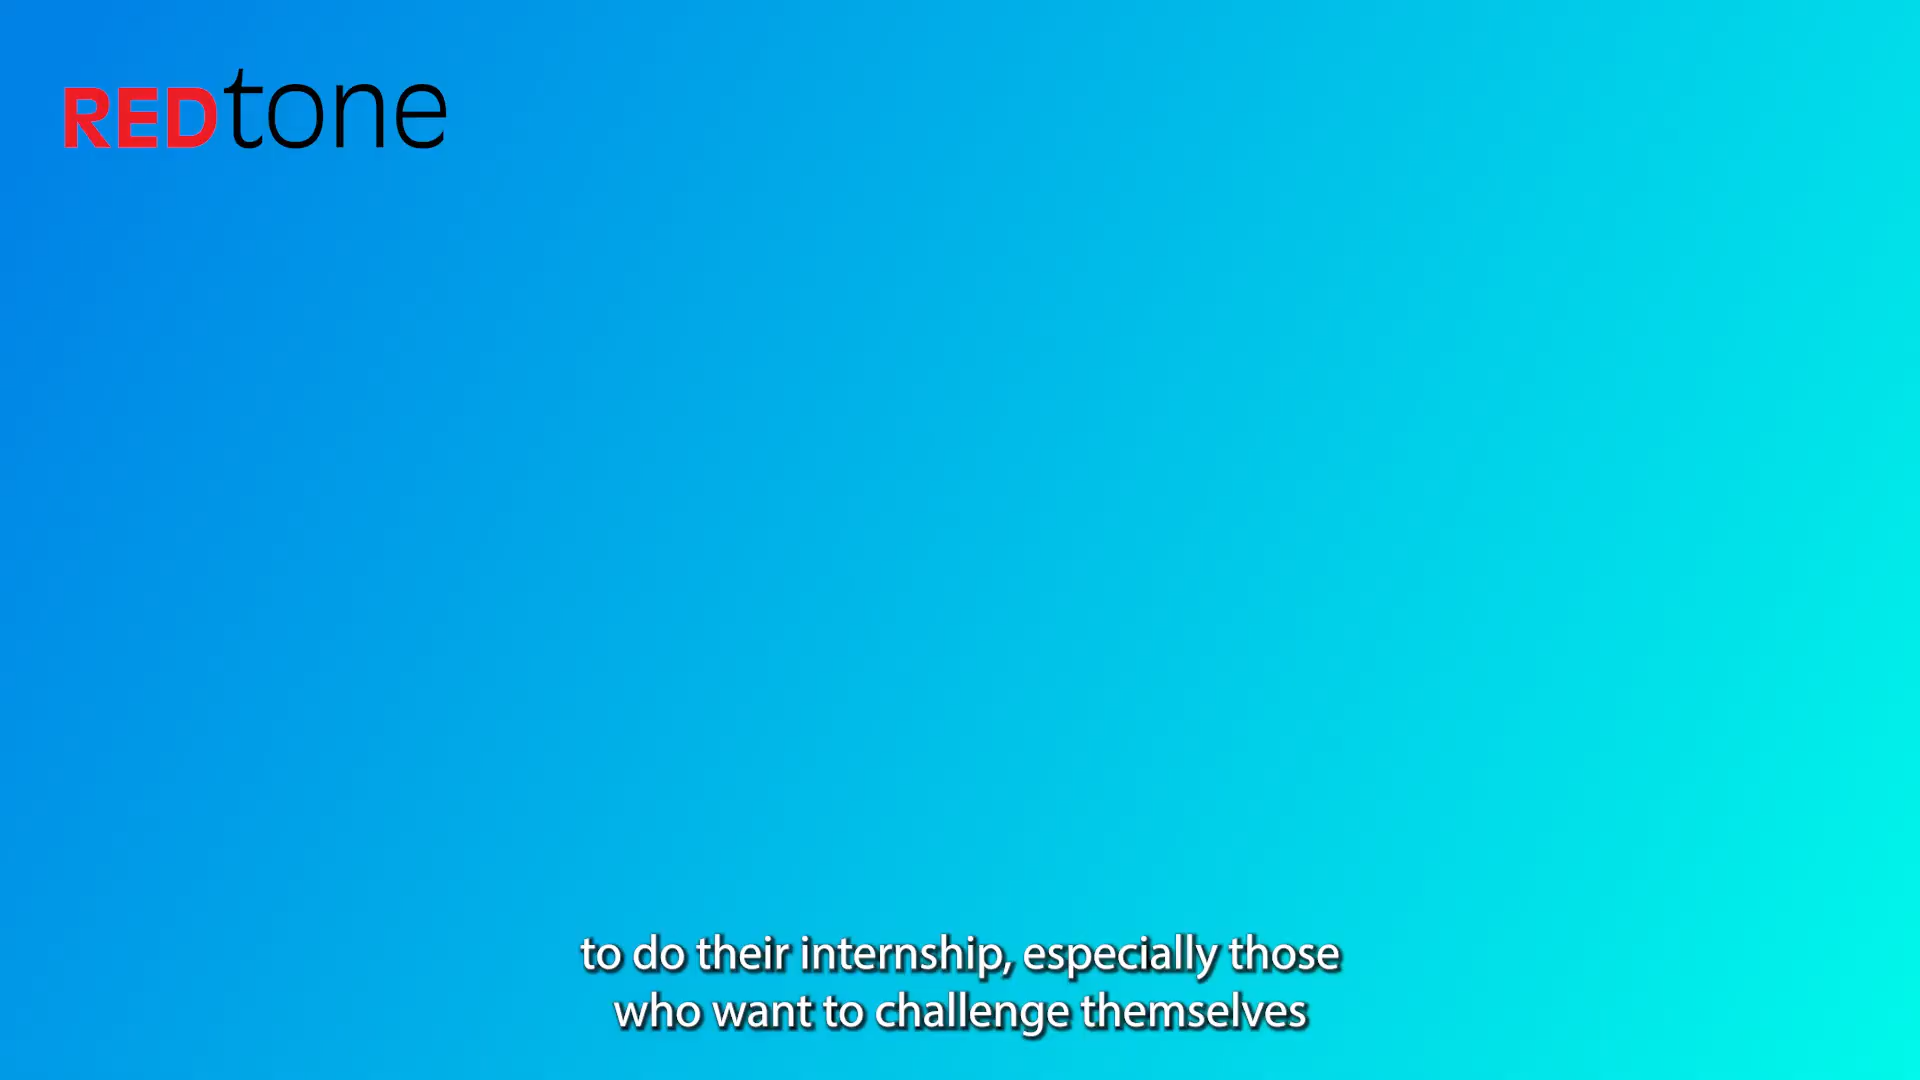 REDtone
to do their internship, especially those
who want to challenge themselves